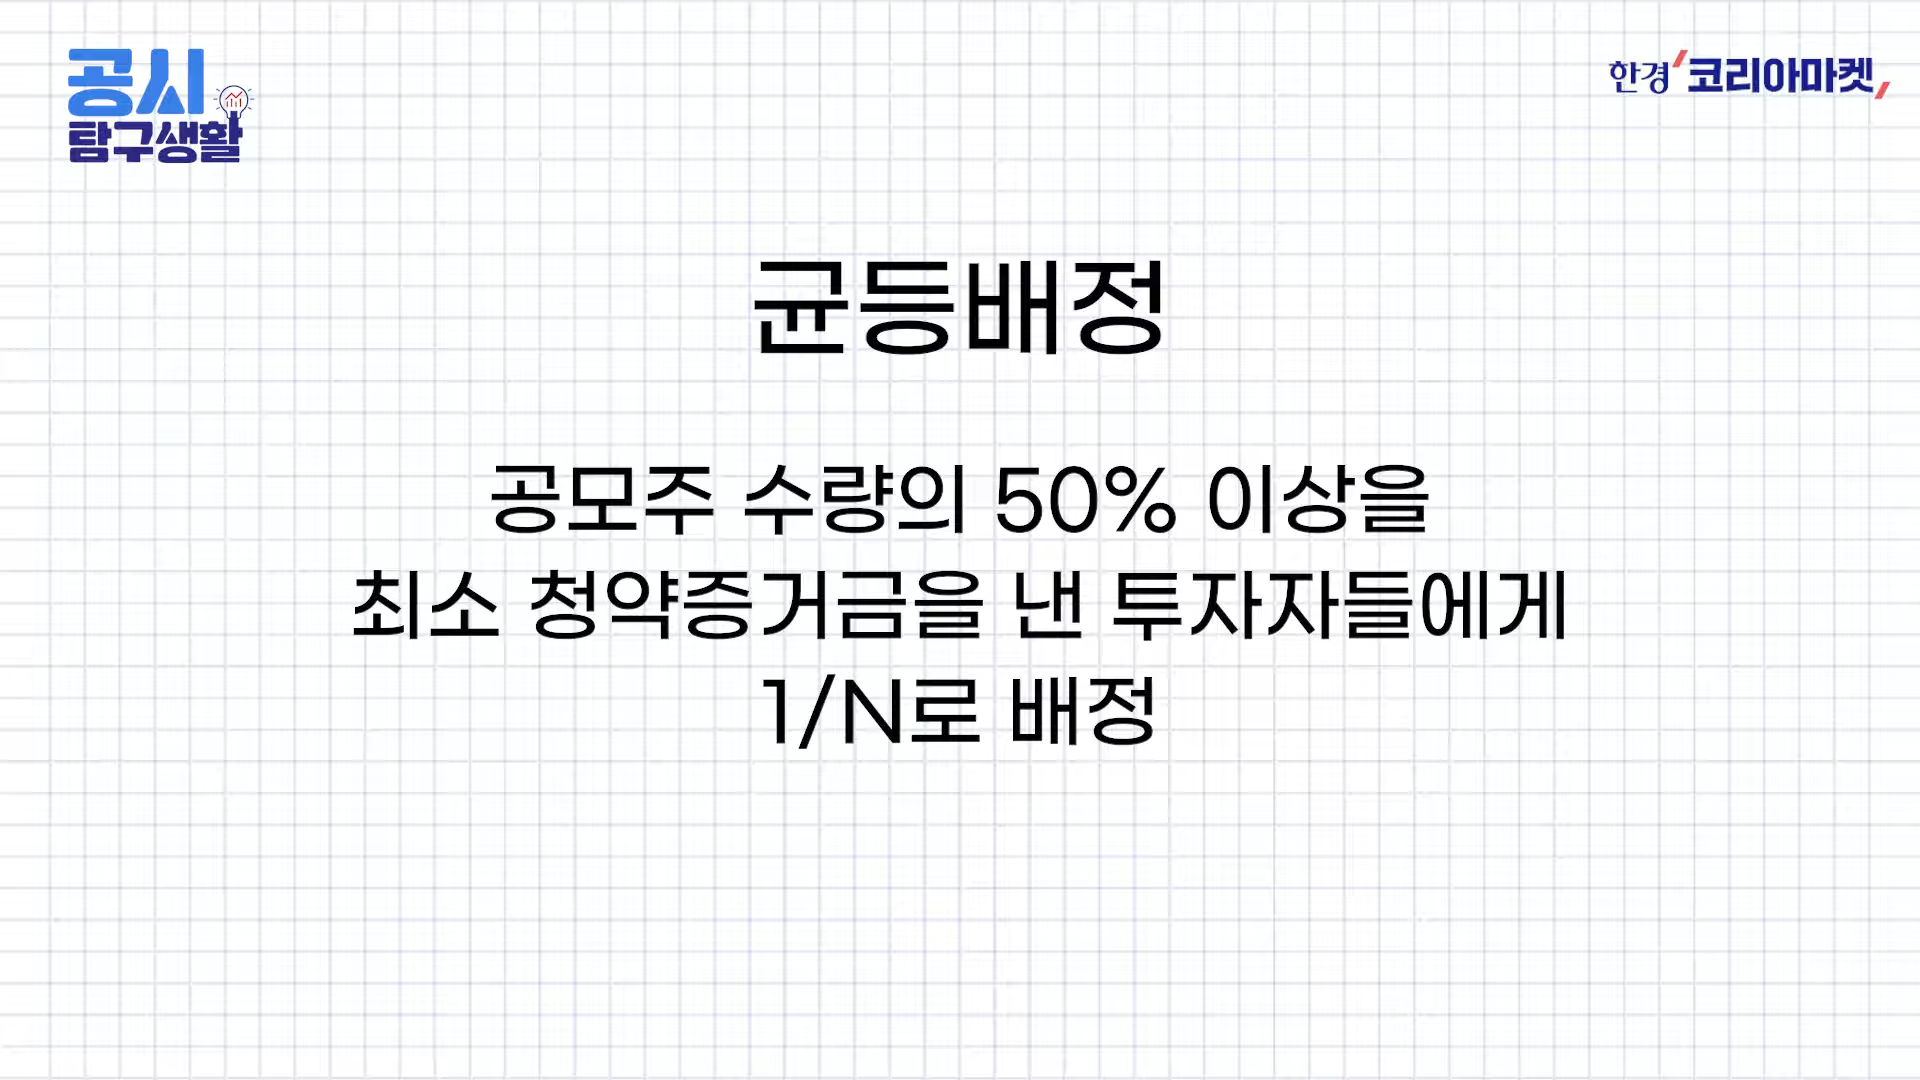 공시
탐구생활
한경 코리아마켓
균등배정
공모주 수량의 50% 이상을
최소 청약증거금을 낸 투자자들에게
1/N로 배정